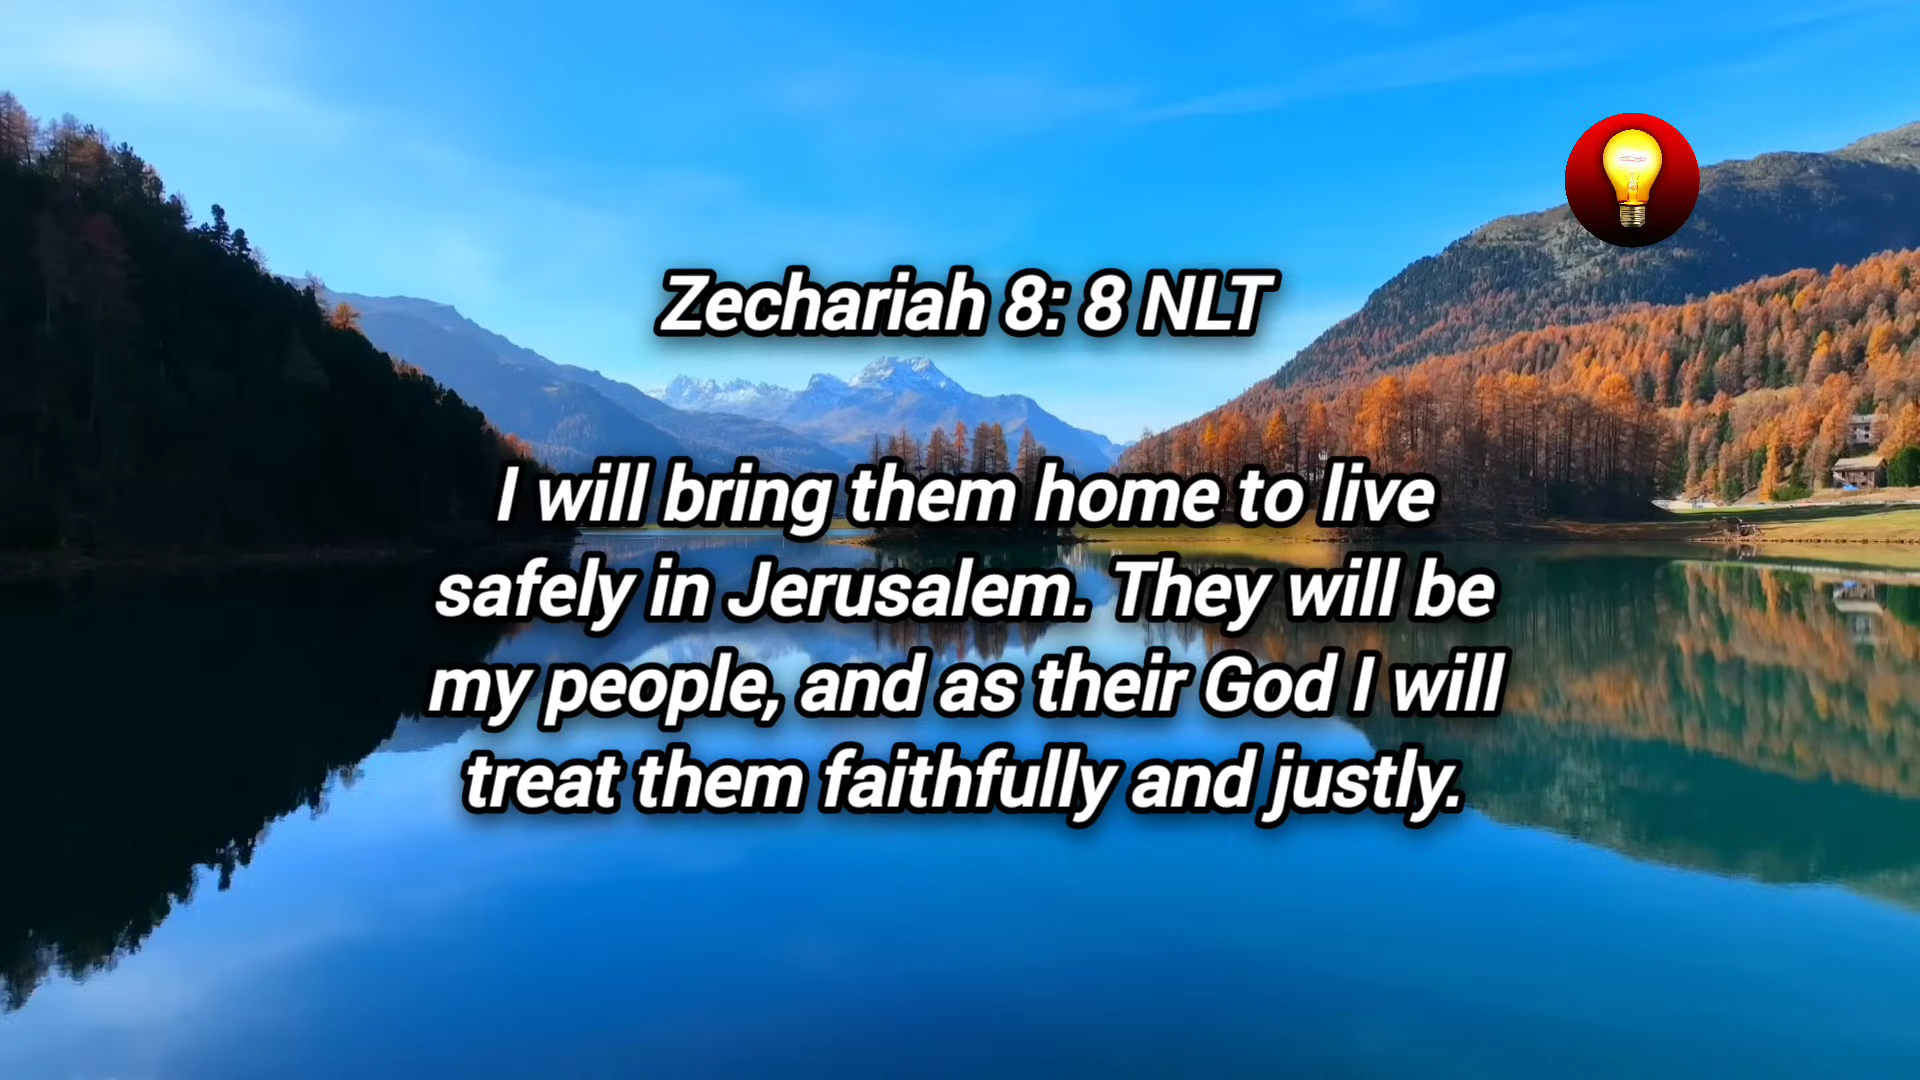 Zechariah 8: 8 NLT
I will bring them home to live
safely in Jerusalem. They will be
my people, and as their God I will
treat them faithfully and justly.